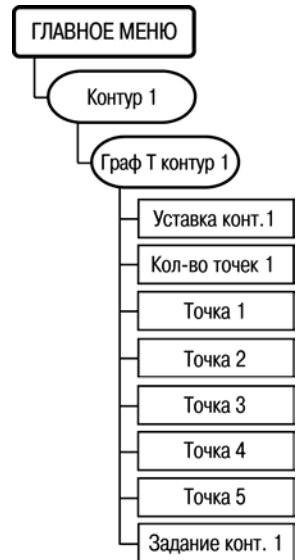 ГЛАВНОЕ МЕНЮ
Контур 1
Граф Т контур 1
Уставка конт.1
Кол-во точек 1
Точка 1
Точка 2
Точка 3
Точка 4
Точка 5
Задание конт. 1